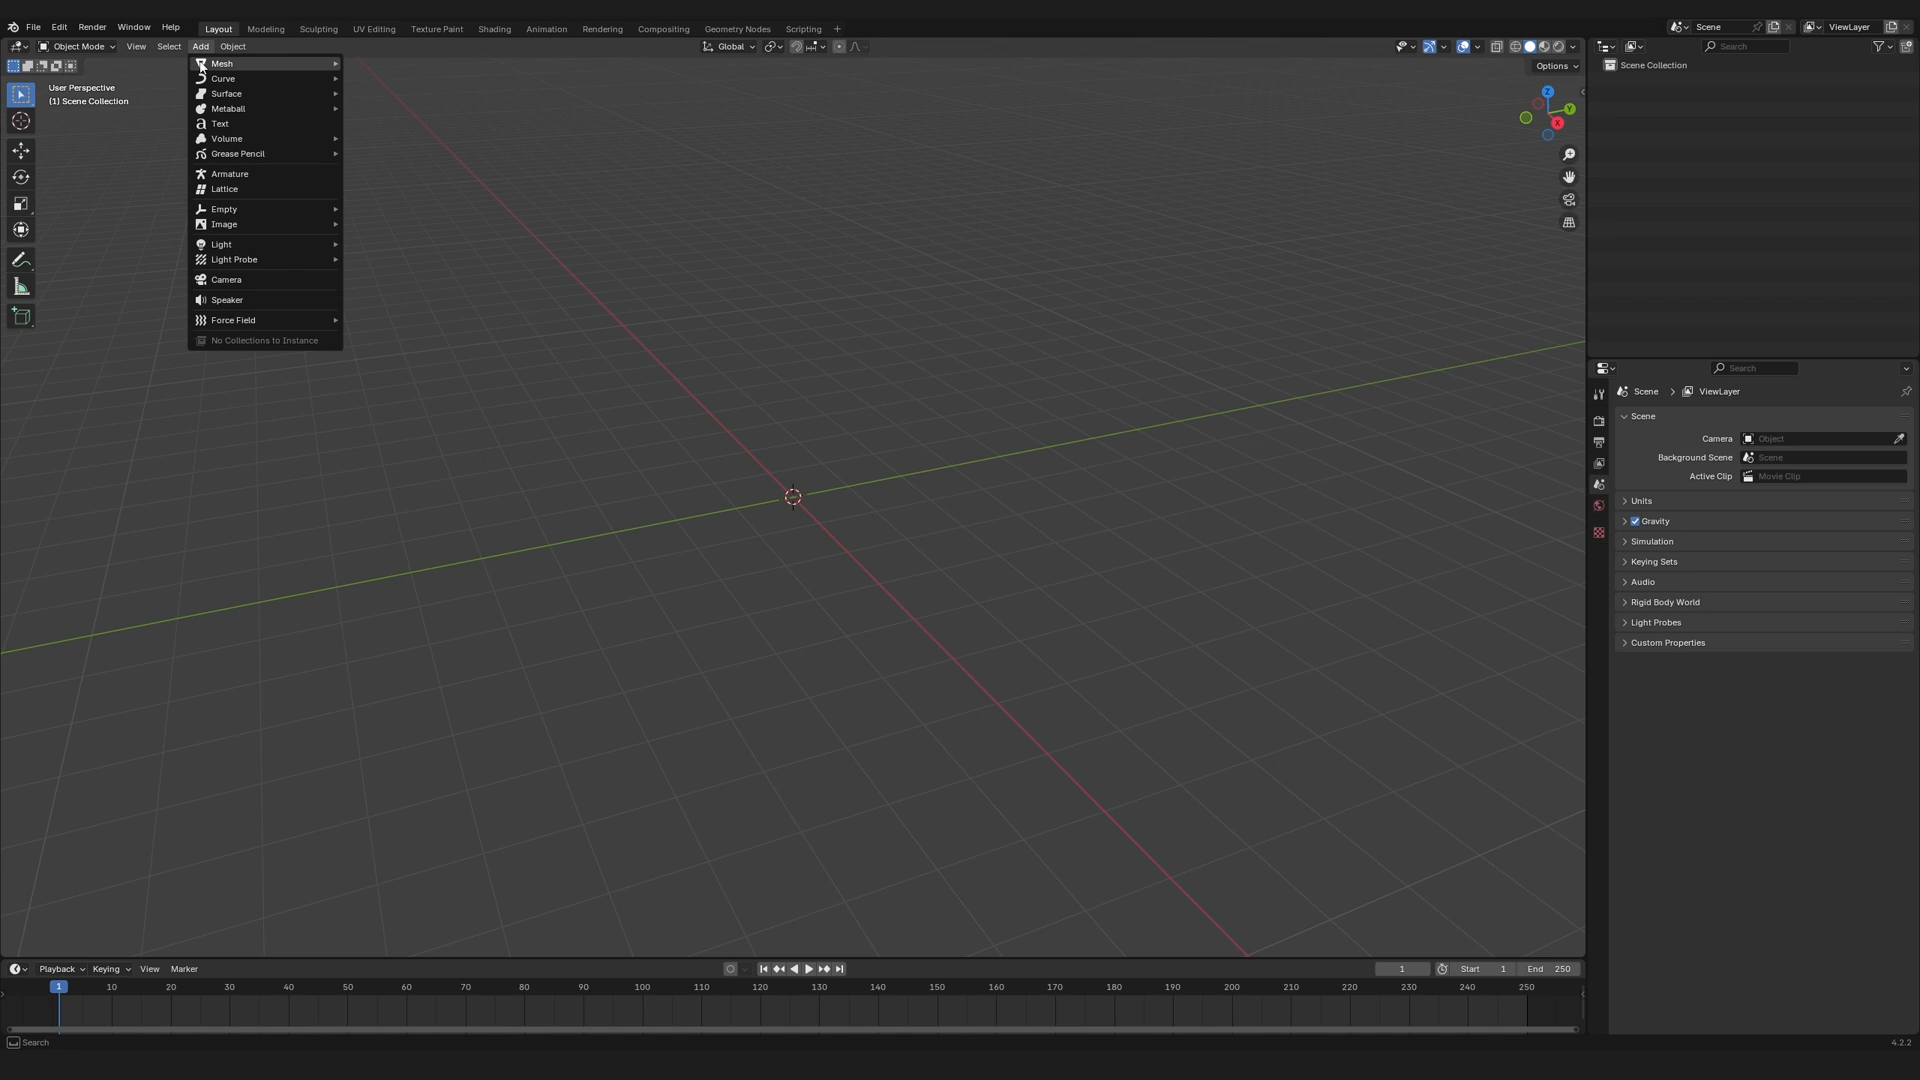 File Edit Render Window Help Layout Modeling Sculpting UV Editing Texture Paint Shading Animation Rendering Compositing Geometry Nodes Scripting + Scene ViewLayer
Object Mode View Select Add Object Global Search
Options
User Perspective
(1) Scene Collection
Mesh
Curve
Surface
Metaball
Text
Volume
Grease Pencil
Armature
Lattice
Empty
Image
Light
Light Probe
Camera
Speaker
Force Field
No Collections to Instance
Z
Y
X
Scene Collection
Search
Scene > ViewLayer
Scene
Camera Object
Background Scene Scene
Active Clip Movie Clip
Units
Gravity
Simulation
Keying Sets
Audio
Rigid Body World
Light Probes
Custom Properties
Playback Keying View Marker 1 Start 1 End 250
1 10 20 30 40 50 60 70 80 90 100 110 120 130 140 150 160 170 180 190 200 210 220 230 240 250
Search 4.2.2